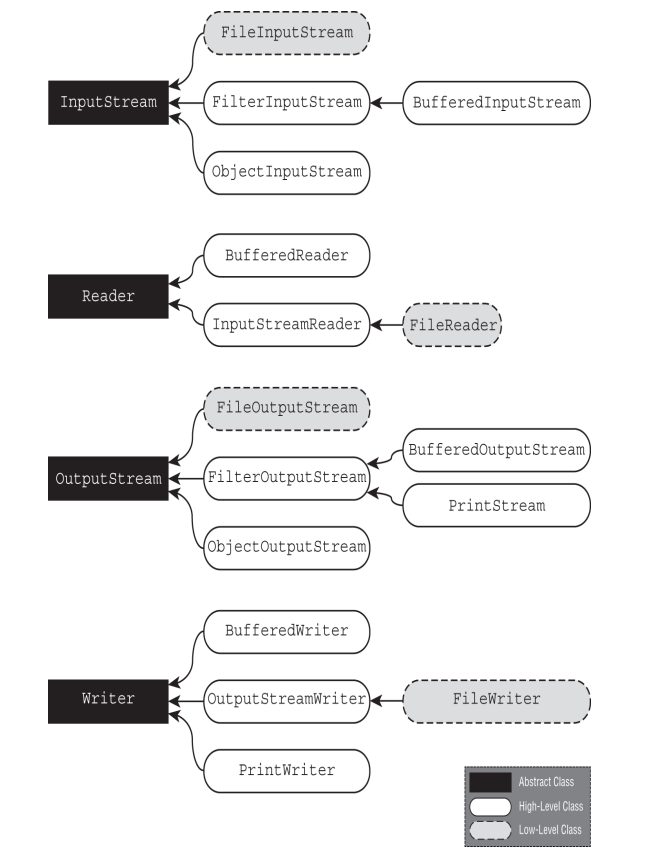 FileInputStream
InputStream
FilterInputStream
BufferedInputStream
ObjectInputStream
BufferedReader
Reader
InputStreamReader
FileReader
FileOutputStream
BufferedOutputStream
OutputStream
FilterOutputStream
PrintStream
ObjectOutputStream
BufferedWriter
Writer
OutputStreamWriter
FileWriter
PrintWriter
Abstract Class
High-Level Class
Low-Level Class